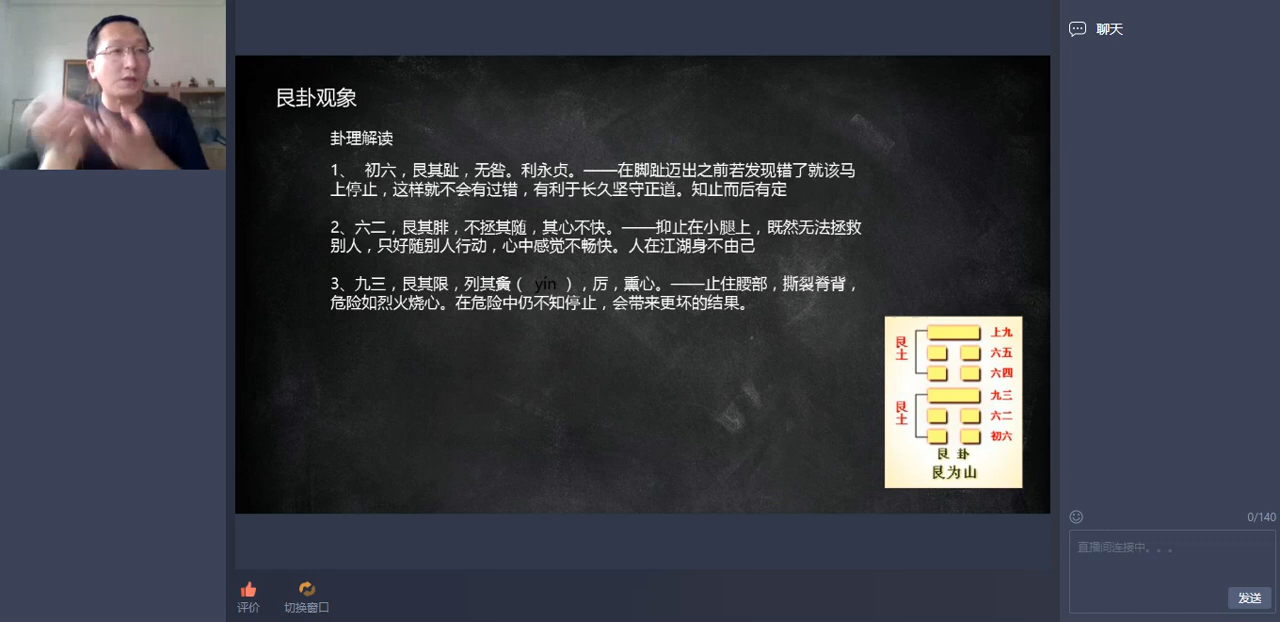 艮卦观象
卦理解读
1、 初六，艮其趾，无咎。利永贞。——在脚趾迈出之前若发现错了就该马
上停止，这样就不会有过错，有利于长久坚守正道。知止而后有定
2、六二，艮其腓，不拯其随，其心不快。——抑止在小腿上，既然无法拯救
别人，只好随别人行动，心中感觉不畅快。人在江湖身不由己
3、九三，艮其限，列其夤（ yin ），厉，薰心。——止住腰部，撕裂脊背，
危险如烈火烧心。在危险中仍不知停止，会带来更坏的结果。
艮土
上九
六五
六四
艮土
九三
六二
初六
艮 卦
艮为山
聊天
0/140
直播间连接中。。。
发送
评价
切换窗口